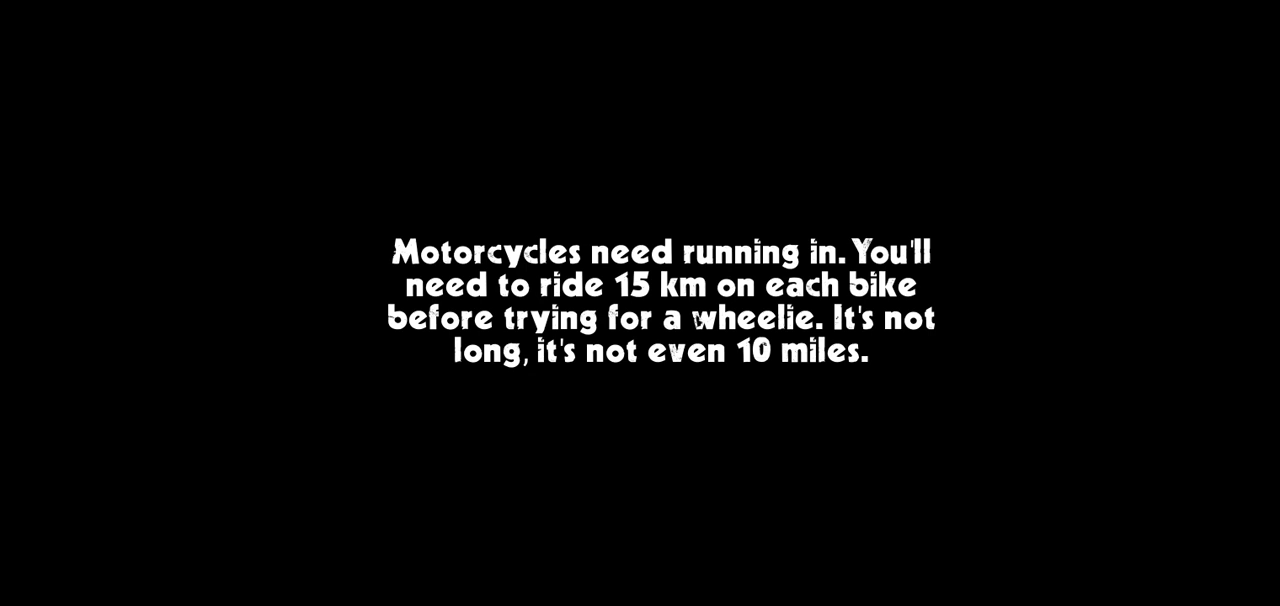 Motorcycles need running in. You'll
need to ride 15 km on each bike
before trying for a wheelie. It's not
long, it's not even 10 miles.